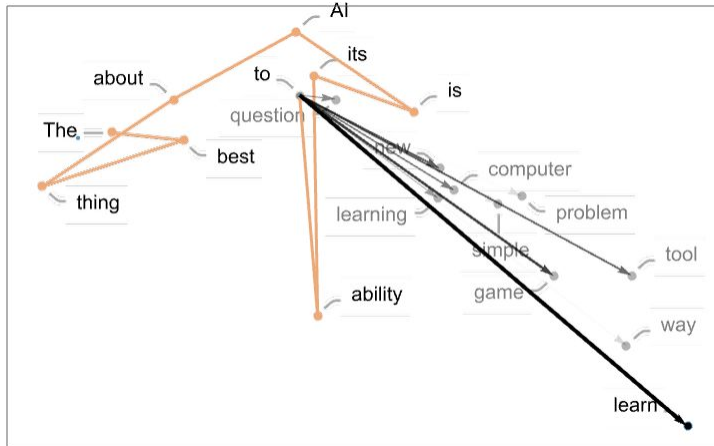 AI
its
to
about
is
question
The
new
best
computer
thing
learning
problem
simple
tool
game
ability
way
learn